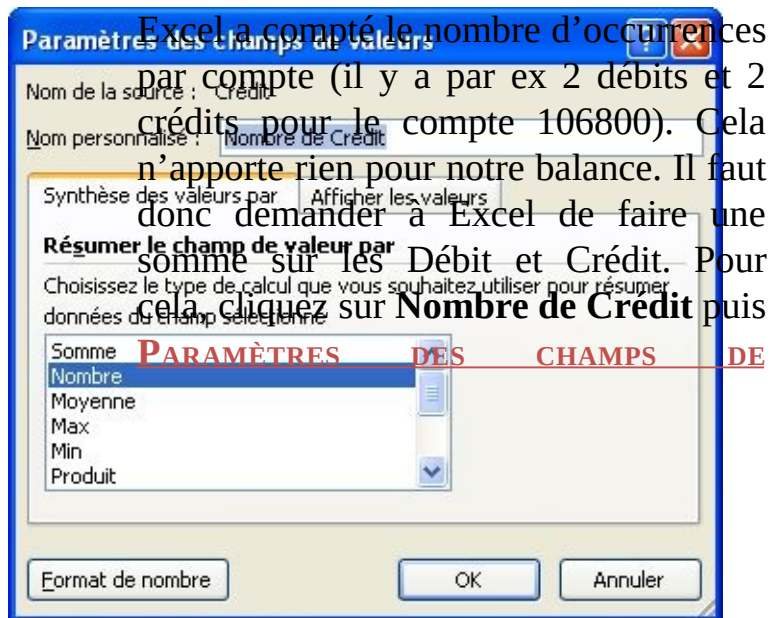 Paramètres des champs de valeurs
Excel a compté le nombre d’occurrences
par compte (il y a par ex 2 débits et 2
crédits pour le compte 106800). Cela
n’apporte rien pour notre balance. Il faut
donc demander à Excel de faire une
somme sur les Débit et Crédit. Pour
cela, cliquez sur Nombre de Crédit puis
PARAMÈTRES DES CHAMPS DE
Nom de la source : Crédit
Nom personnalisé : Nombre de Crédit
Synthèse des valeurs par Afficher les valeurs
Résumer le champ de valeur par
Choisissez le type de calcul que vous souhaitez utiliser pour résumer
données du champ sélectionné
Somme
Nombre
Moyenne
Max
Min
Produit
Format de nombre OK Annuler